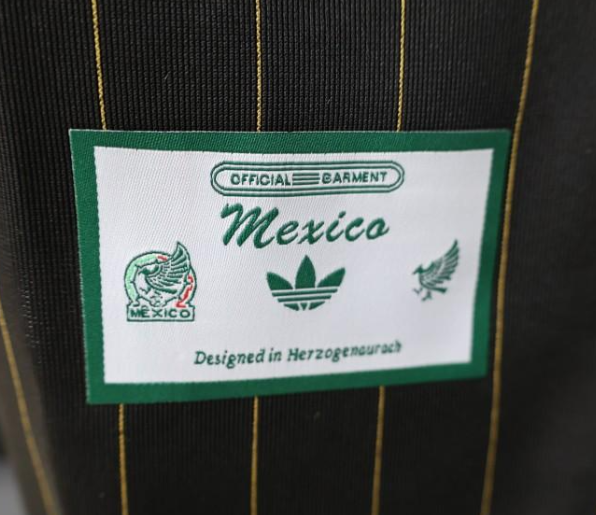 OFFICIAL GARMENT
Mexico
MEXICO
Designed in Herzogenaurach